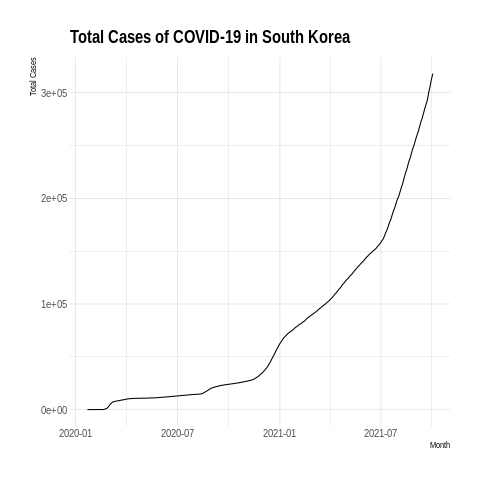 Total Cases of COVID-19 in South Korea
Total Cases
3e+05
2e+05
1e+05
0e+00
2020-01 2020-07 2021-01 2021-07
Month